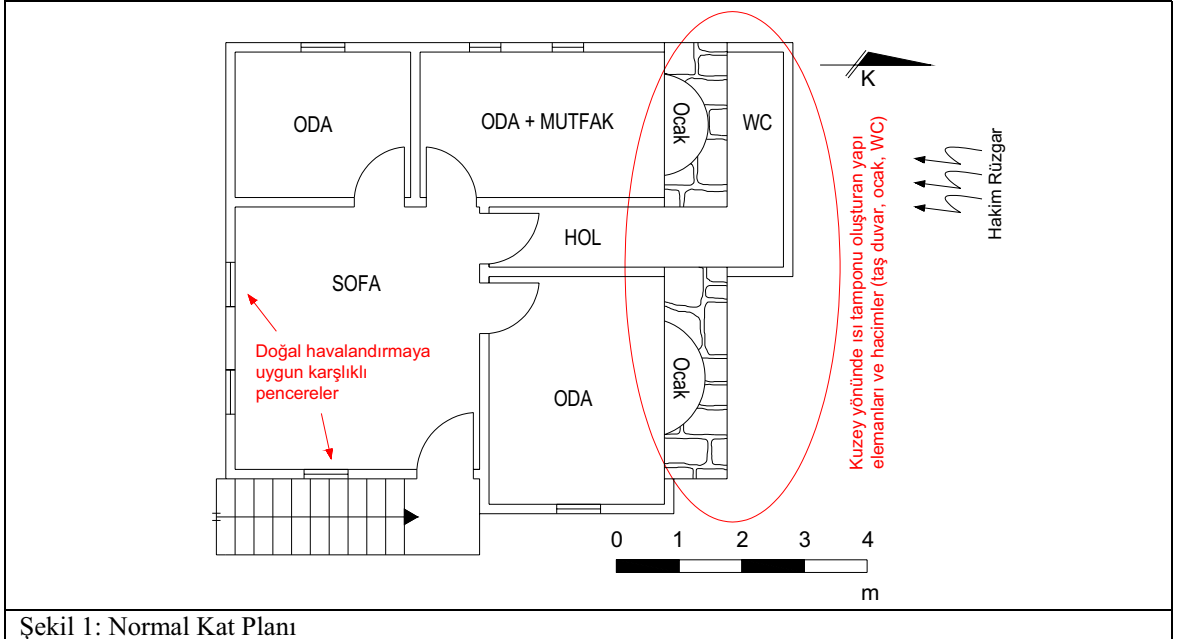 ODA
ODA + MUTFAK
Ocak
WC
K
Hakim Rüzgar
HOL
SOFA
Doğal havalandırmaya
uygun karşlıklı
pencereler
ODA
Ocak
Kuzey yönünde ısı tamponu oluşturan yapı
elemanları ve hacimler (taş duvar, ocak, WC)
0 1 2 3 4
m
Şekil 1: Normal Kat Planı